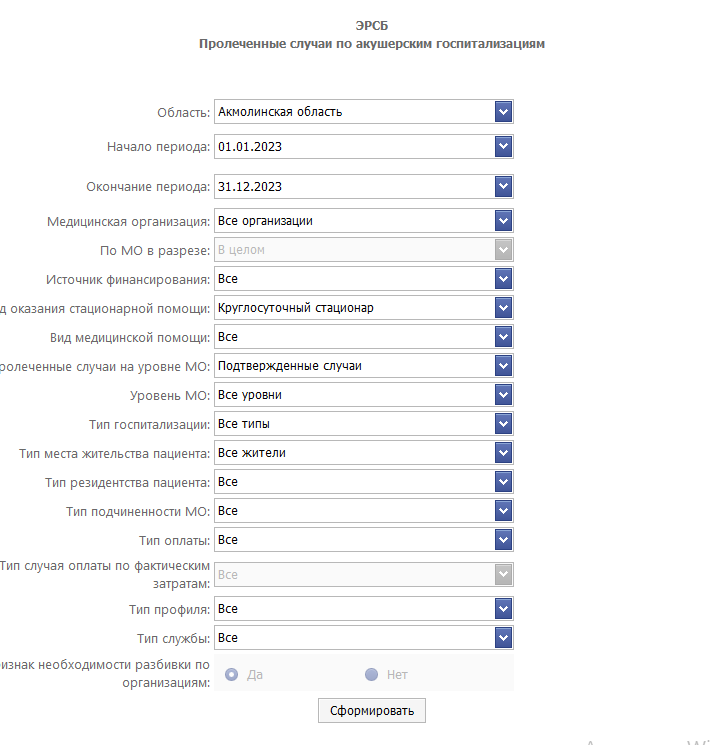 ЭРСБ
Пролеченные случаи по акушерским госпитализациям
Область: Акмолинская область
Начало периода: 01.01.2023
Окончание периода: 31.12.2023
Медицинская организация: Все организации
По МО в разрезе: В целом
Источник финансирования: Все
д оказания стационарной помощи: Круглосуточный стационар
Вид медицинской помощи: Все
ролеченные случаи на уровне МО: Подтвержденные случаи
Уровень МО: Все уровни
Тип госпитализации: Все типы
Тип места жительства пациента: Все жители
Тип резидентства пациента: Все
Тип подчиненности МО: Все
Тип оплаты: Все
Тип случая оплаты по фактическим
затратам: Все
Тип профиля: Все
Тип службы: Все
изнак необходимости разбивки по
организациям: Да Нет
Сформировать